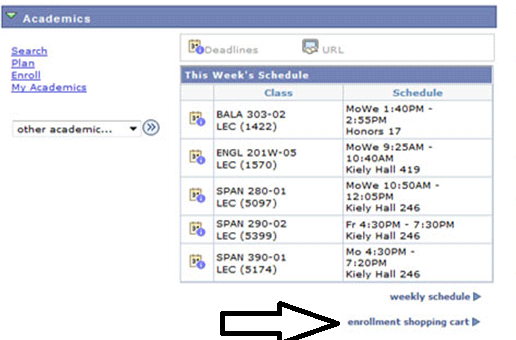 Academics
Search
Plan
Enroll
My Academics
other academic...
Deadlines
URL
This Week's Schedule
Class
Schedule
BALA 303-02
LEC (1422)
MoWe 1:40PM -
2:55PM
Honors 17
ENGL 201W-05
LEC (1570)
MoWe 9:25AM -
10:40AM
Kiely Hall 419
SPAN 280-01
LEC (5097)
MoWe 10:50AM -
12:05PM
Kiely Hall 246
SPAN 290-02
LEC (5399)
Fr 4:30PM - 7:30PM
Kiely Hall 246
SPAN 390-01
LEC (5174)
Mo 4:30PM -
7:20PM
Kiely Hall 246
weekly schedule
enrollment shopping cart